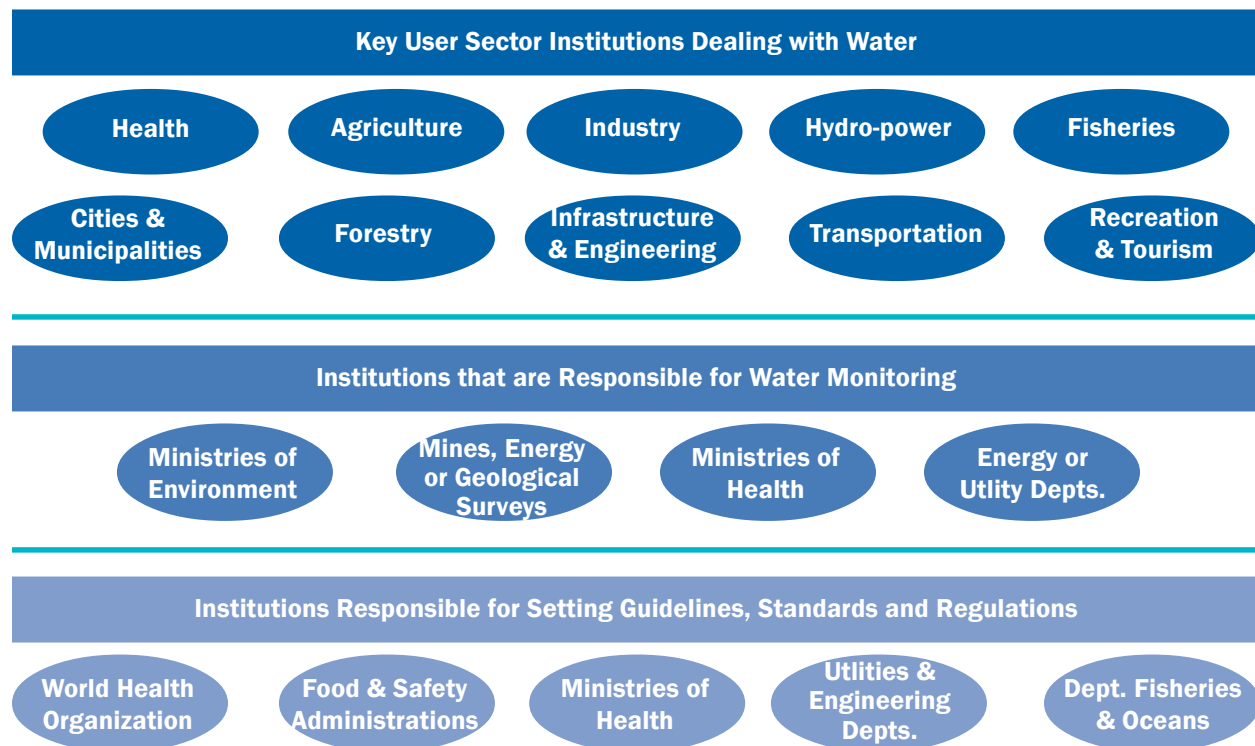 Key User Sector Institutions Dealing with Water
Health
Agriculture
Industry
Hydro-power
Fisheries
Cities &
Municipalities
Forestry
Infrastructure
& Engineering
Transportation
Recreation
& Tourism
Institutions that are Responsible for Water Monitoring
Ministries of
Environment
Mines, Energy
or Geological
Surveys
Ministries of
Health
Energy or
Utlity Depts.
Institutions Responsible for Setting Guidelines, Standards and Regulations
World Health
Organization
Food & Safety
Administrations
Ministries of
Health
Utlities &
Engineering
Depts.
Dept. Fisheries
& Oceans